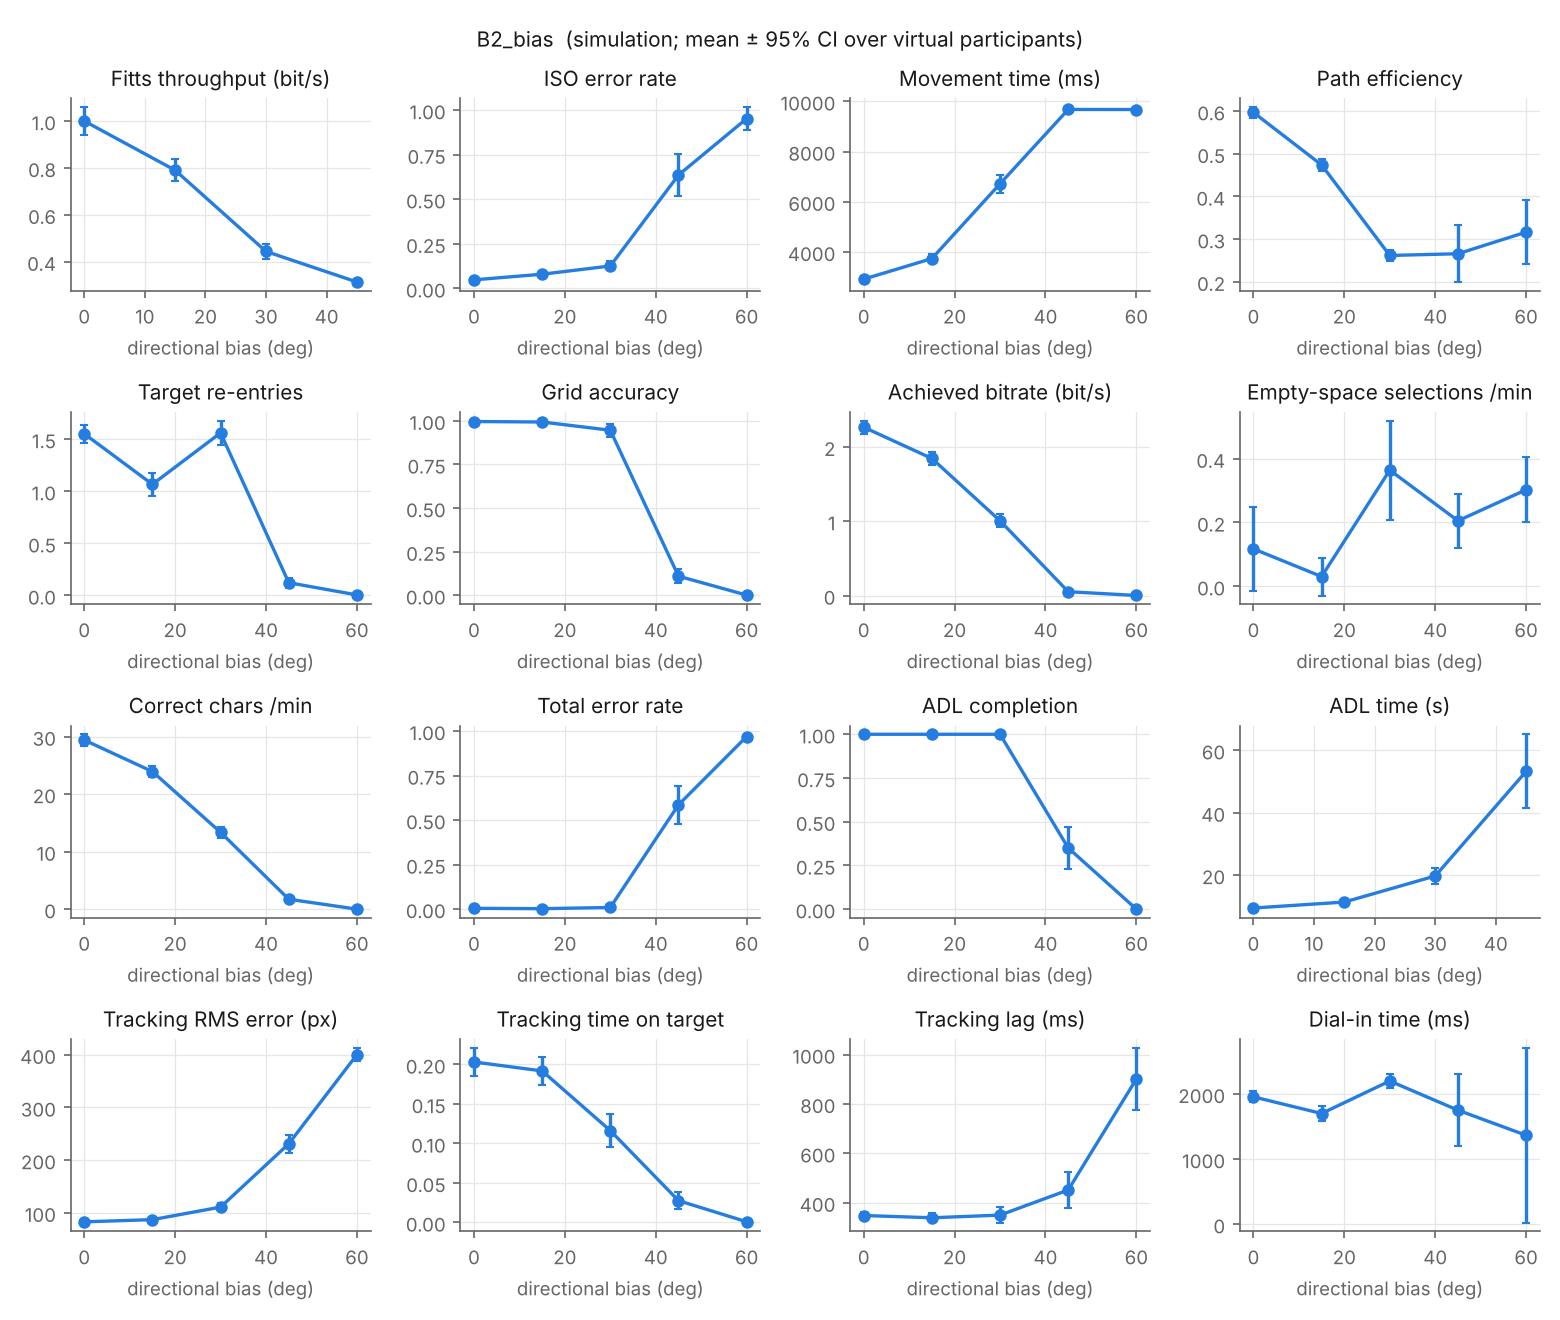 B2_bias  (simulation; mean ± 95% CI over virtual participants)
Fitts throughput (bit/s)
1.0
0.8
0.6
0.4
0 10 20 30 40
directional bias (deg)
ISO error rate
1.00
0.75
0.50
0.25
0.00
0 20 40 60
directional bias (deg)
Movement time (ms)
10000
8000
6000
4000
0 20 40 60
directional bias (deg)
Path efficiency
0.6
0.5
0.4
0.3
0.2
0 20 40 60
directional bias (deg)
Target re-entries
1.5
1.0
0.5
0.0
0 20 40 60
directional bias (deg)
Grid accuracy
1.00
0.75
0.50
0.25
0.00
0 20 40 60
directional bias (deg)
Achieved bitrate (bit/s)
2
1
0
0 20 40 60
directional bias (deg)
Empty-space selections /min
0.4
0.2
0.0
0 20 40 60
directional bias (deg)
Correct chars /min
30
20
10
0
0 20 40 60
directional bias (deg)
Total error rate
1.00
0.75
0.50
0.25
0.00
0 20 40 60
directional bias (deg)
ADL completion
1.00
0.75
0.50
0.25
0.00
0 20 40 60
directional bias (deg)
ADL time (s)
60
40
20
0 10 20 30 40
directional bias (deg)
Tracking RMS error (px)
400
300
200
100
0 20 40 60
directional bias (deg)
Tracking time on target
0.20
0.15
0.10
0.05
0.00
0 20 40 60
directional bias (deg)
Tracking lag (ms)
1000
800
600
400
0 20 40 60
directional bias (deg)
Dial-in time (ms)
2000
1000
0
0 20 40 60
directional bias (deg)